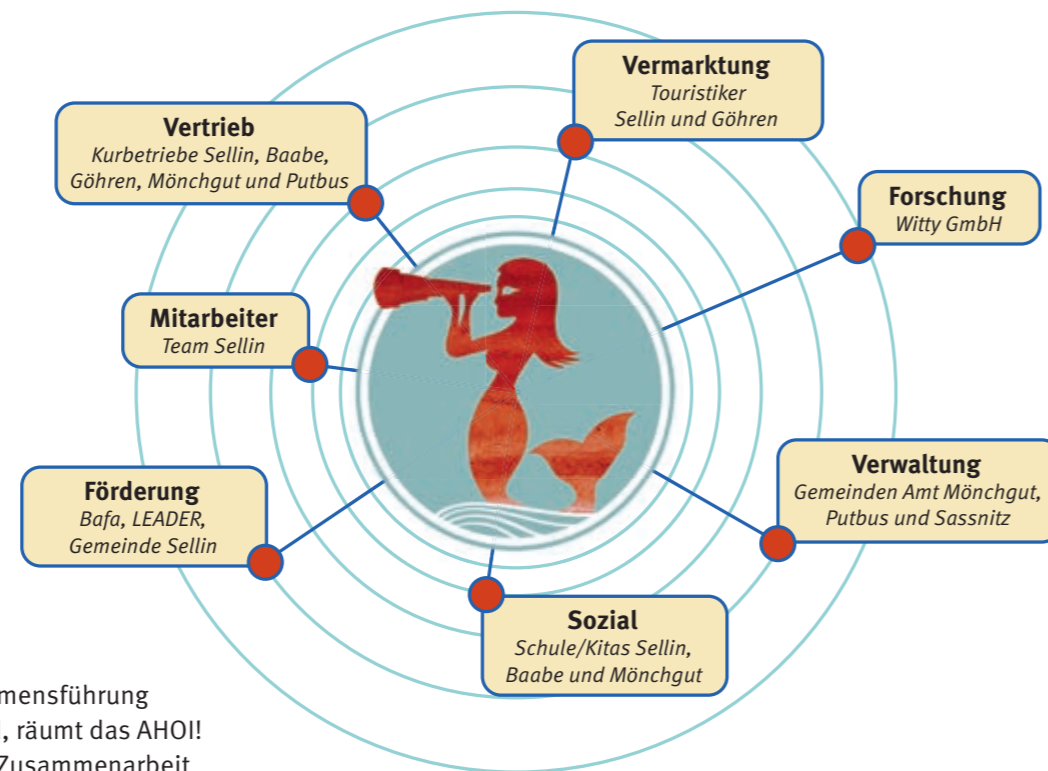 Vermarktung
Touristiker
Sellin und Göhren
Vertrieb
Kurbetriebe Sellin, Baabe,
Göhren, Mönchgut und Putbus
Forschung
Witty GmbH
Mitarbeiter
Team Sellin
Verwaltung
Gemeinden Amt Mönchgut,
Putbus und Sassnitz
Förderung
Bafa, LEADER,
Gemeinde Sellin
Sozial
Schule/Kitas Sellin,
Baabe und Mönchgut
mensführung
, räumt das AHOI!
Zusammenarbeit